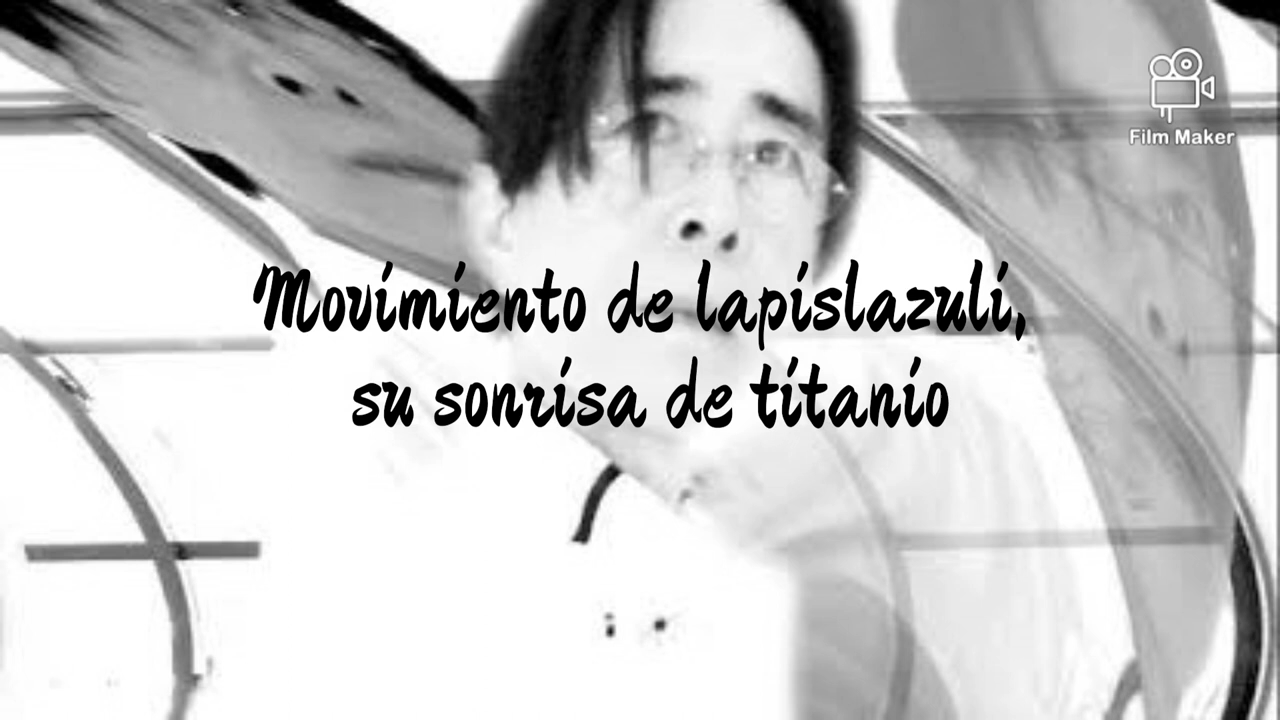 Film Maker
Movimiento de lapislazuli,
su sonrisa de titanio